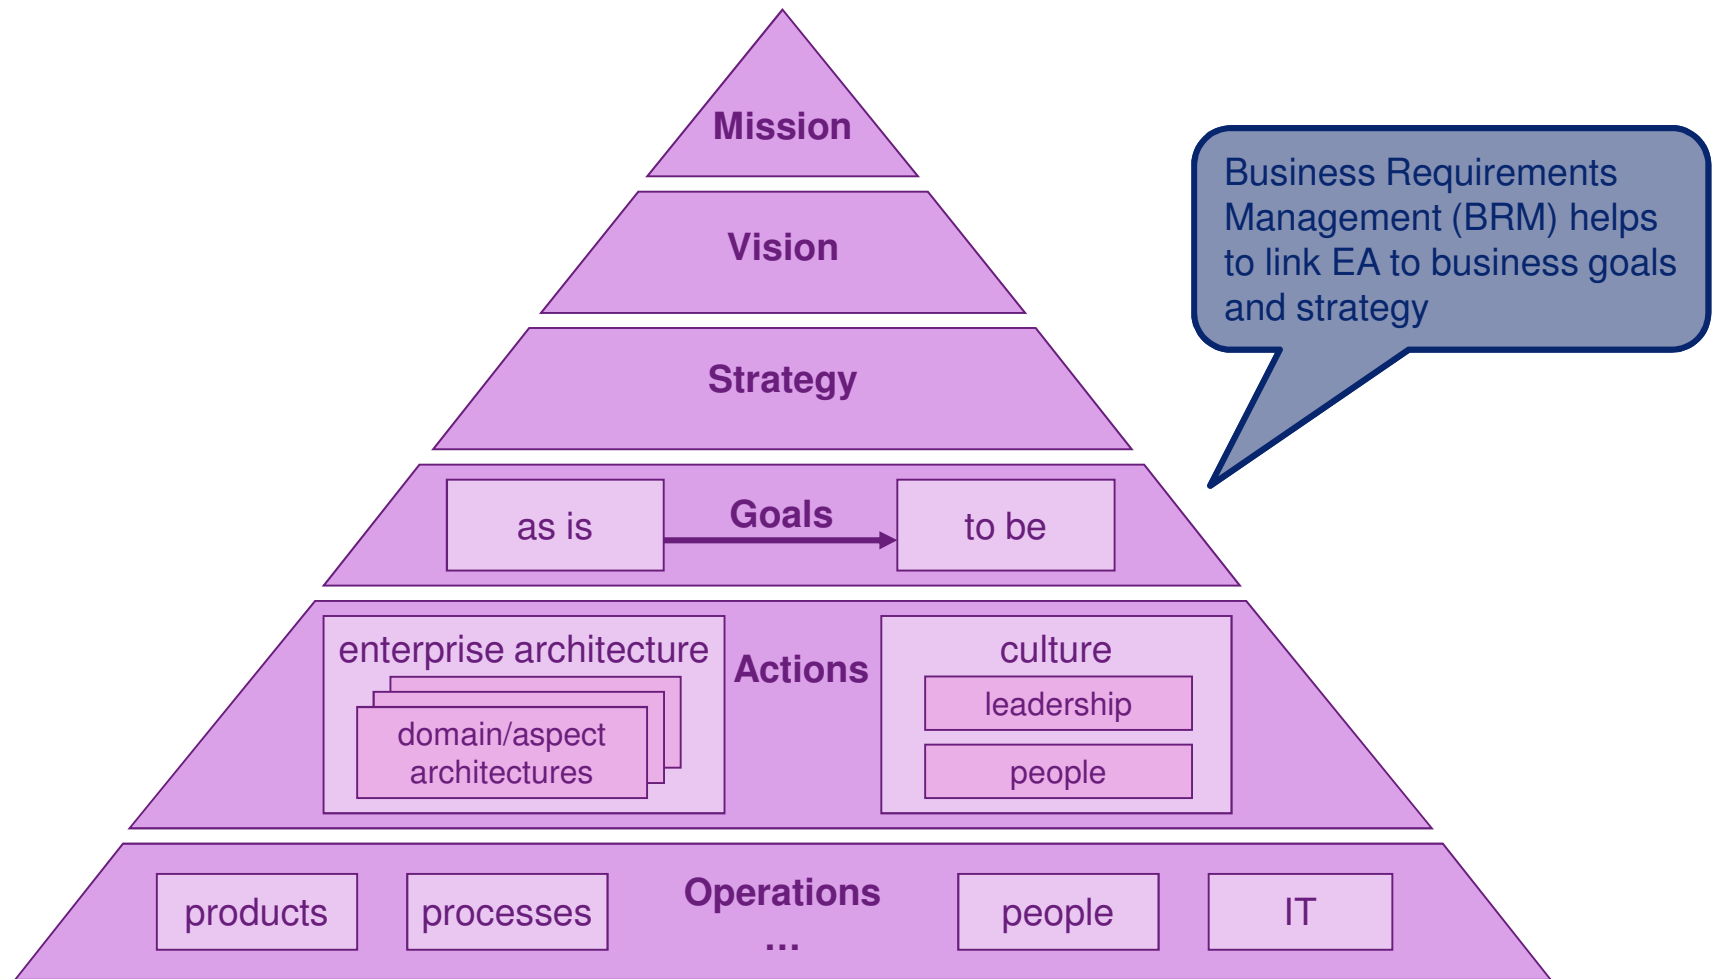 Mission
Business Requirements
Management (BRM) helps
to link EA to business goals
and strategy
Vision
Strategy
as is
Goals
to be
enterprise architecture
domain/aspect
architectures
Actions
culture
leadership
people
products
processes
Operations
...
people
IT